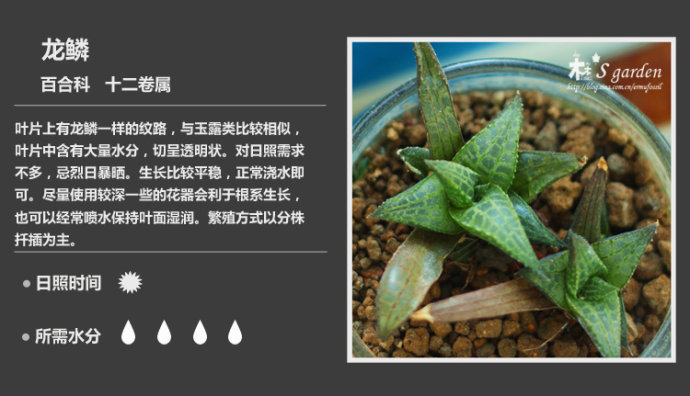 龙鳞
百合科 十二卷属
叶片上有龙鳞一样的纹路，与玉露类比较相似，
叶片中含有大量水分，切呈透明状。对日照需求
不多，忌烈日暴晒。生长比较平稳，正常浇水即
可。尽量使用较深一些的花器会利于根系生长，
也可以经常喷水保持叶面湿润。繁殖方式以分株
扦插为主。
日照时间
所需水分
's garden